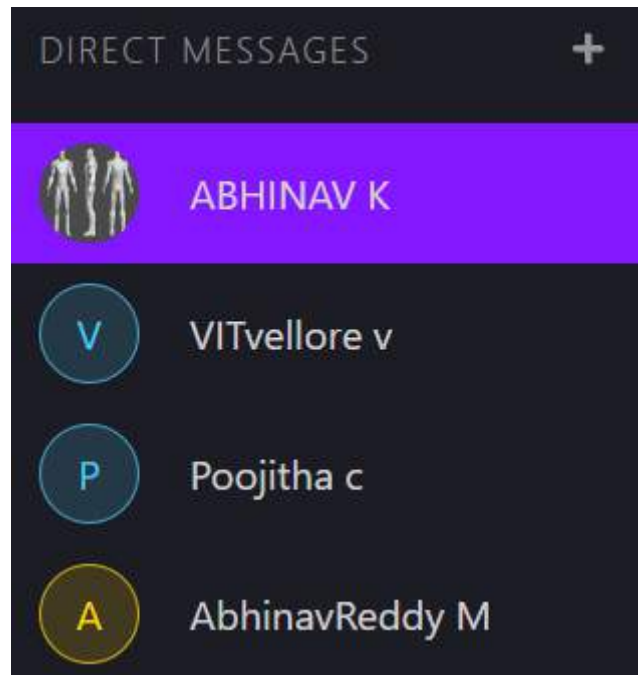 DIRECT MESSAGES +
ABHINAV K
V VITvellore v
P Poojitha c
A AbhinavReddy M